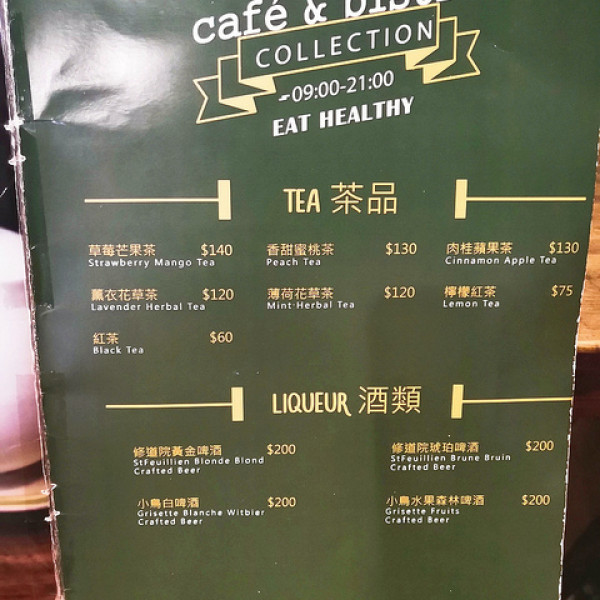 café & bist
COLLECTION
09:00-21:00
EAT HEALTHY
TEA 茶品
草莓芒果茶 $140
Strawberry Mango Tea
香甜蜜桃茶 $130
Peach Tea
肉桂蘋果茶 $130
Cinnamon Apple Tea
薰衣花草茶 $120
Lavender Herbal Tea
薄荷花草茶 $120
Mint Herbal Tea
檸檬紅茶 $75
Lemon Tea
紅茶 $60
Black Tea
LIQUEUR 酒類
修道院黃金啤酒 $200
StFeuillien Blonde Blond
Crafted Beer
修道院琥珀啤酒 $200
StFeuillien Brune Bruin
Crafted Beer
小鳥白啤酒 $200
Grisette Blanche Witbier
Crafted Beer
小鳥水果森林啤酒 $200
Grisette Fruits
Crafted Beer